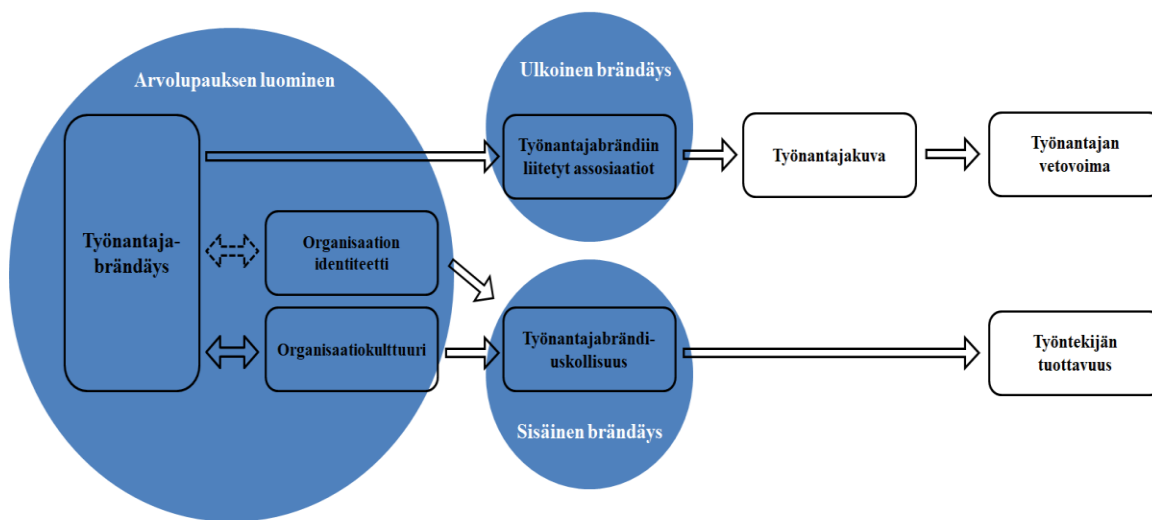 Arvolupauksen luominen
Ulkoinen brändäys
Työnantaja-
brändäys
Organisaation
identiteetti
Organisaatiokulttuuri
Työnantajabrändiin
liitetyt assosiaatiot
Työnantajakuva
Työnantajan
vetovoima
Työnantajabrändi-
uskollisuus
Sisäinen brändäys
Työntekijän
tuottavuus